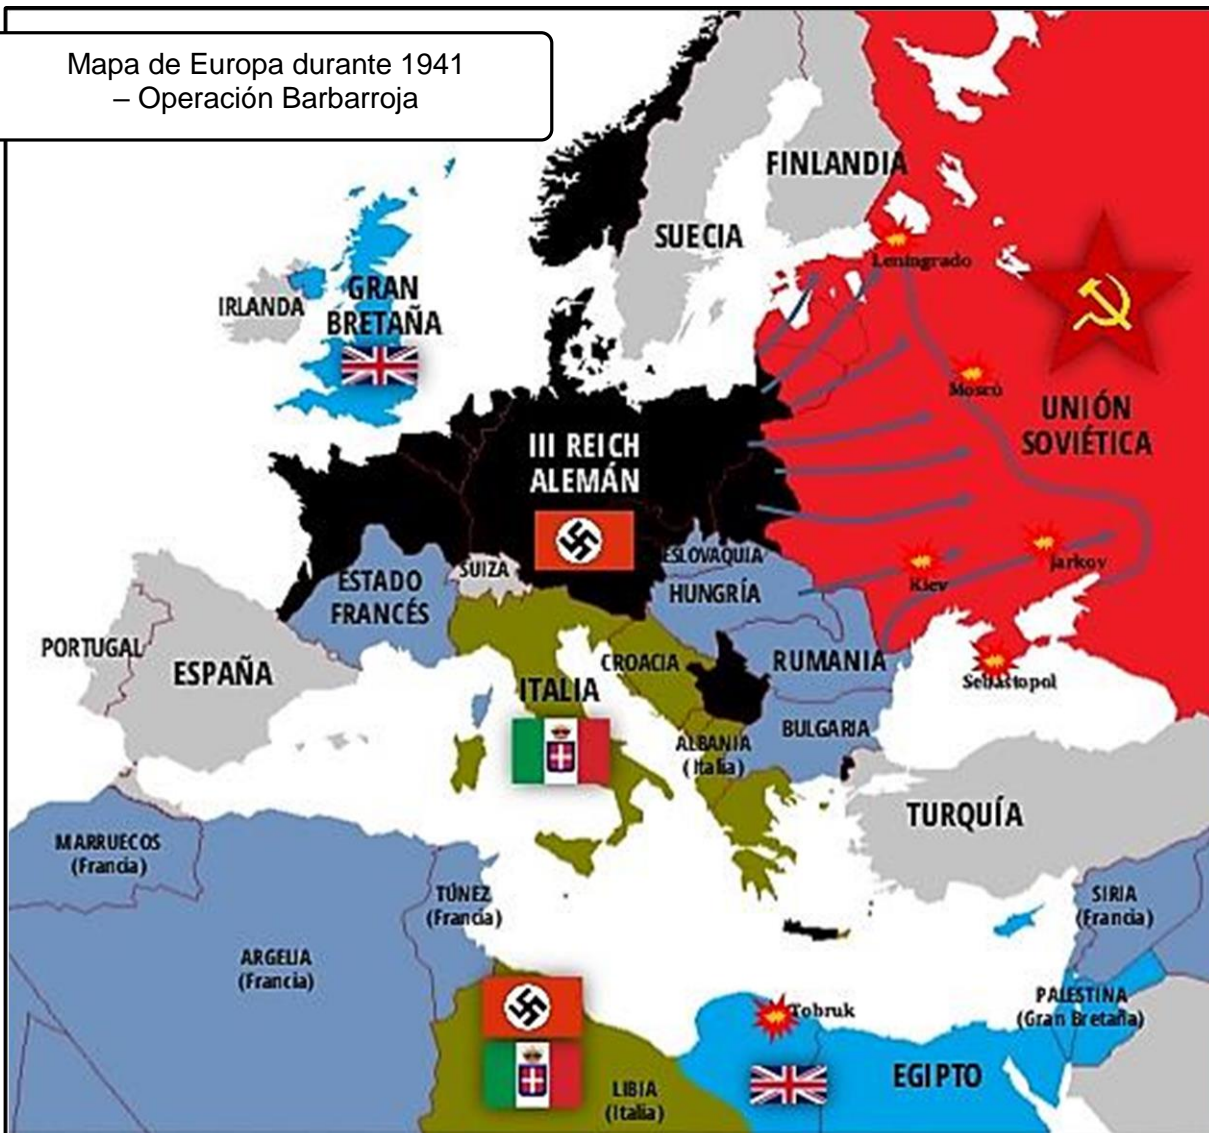 Mapa de Europa durante 1941
– Operación Barbarroja
FINLANDIA
SUECIA
Leningrado
IRLANDA
GRAN
BRETAÑA
Moscú
UNIÓN
SOVIÉTICA
III REICH
ALEMÁN
ESLOVAQUIA
SUIZA
ESTADO
FRANCÉS
HUNGRÍA
Kiev
Jarkov
PORTUGAL
ESPAÑA
CROACIA
RUMANIA
ITALIA
Sebastopol
ALBANIA
(Italia)
BULGARIA
TURQUÍA
MARRUECOS
(Francia)
TÚNEZ
(Francia)
SIRIA
(Francia)
ARGELIA
(Francia)
PALESTINA
(Gran Bretaña)
Tobruk
EGIPTO
LIBIA
(Italia)